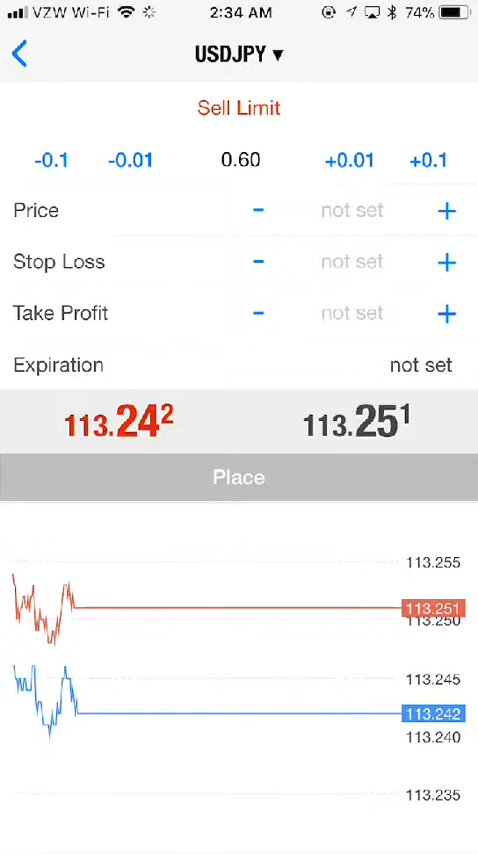 VZW Wi-Fi 2:34 AM 74%
USDJPY ▾
Sell Limit
-0.1 -0.01 0.60 +0.01 +0.1
Price - not set +
Stop Loss - not set +
Take Profit - not set +
Expiration not set
113.24² 113.25¹
Place
113.255
113.251
113.250
113.245
113.242
113.240
113.235